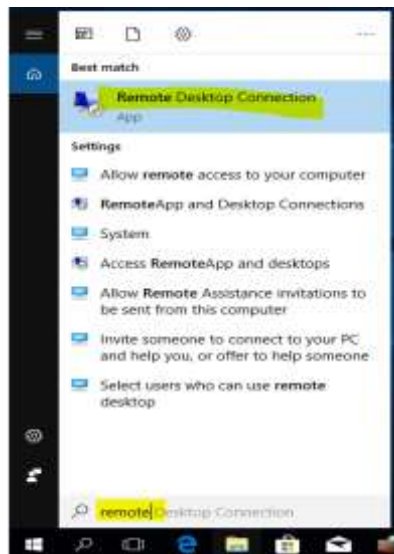 Best match
Remote Desktop Connection
App
Settings
Allow remote access to your computer
RemoteApp and Desktop Connections
System
Access RemoteApp and desktops
Allow Remote Assistance invitations to
be sent from this computer
Invite someone to connect to your PC
and help you, or offer to help someone
Select users who can use remote
desktop
remote Desktop Connection